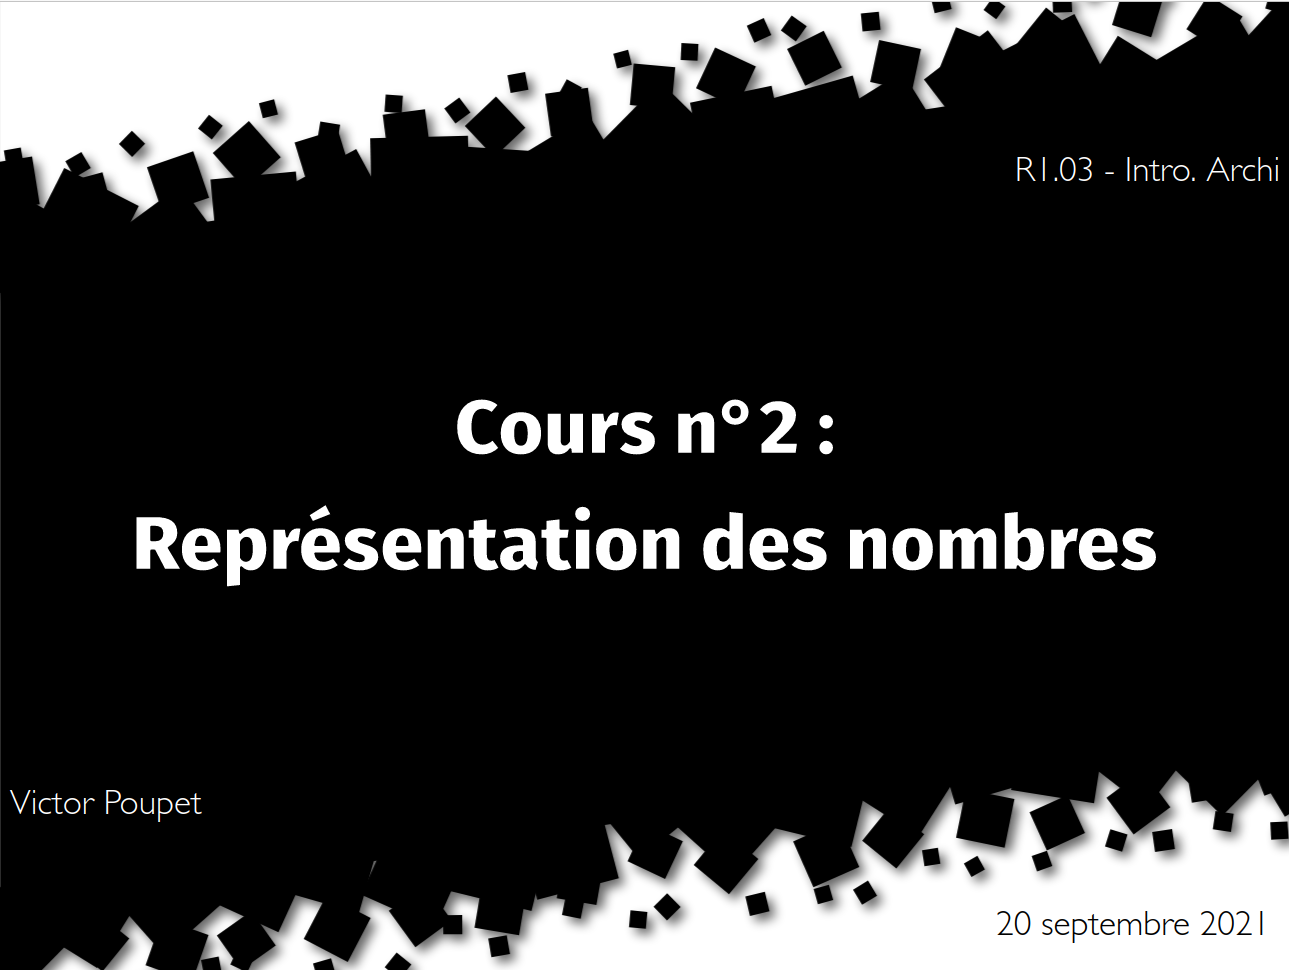 R1.03 - Intro. Archi
Cours n°2 :
Représentation des nombres
Victor Poupet
20 septembre 2021